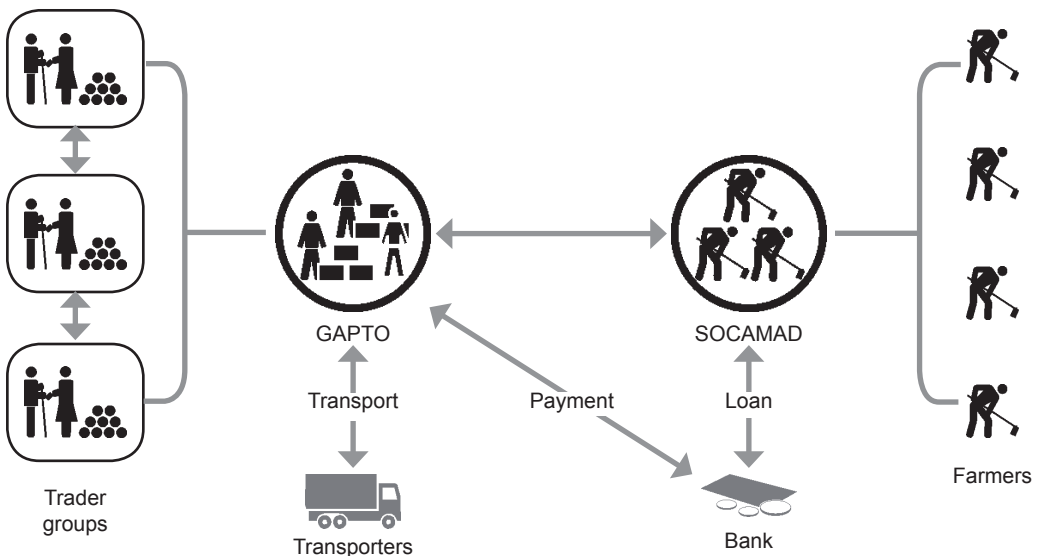 GAPTO
SOCAMAD
Transport
Payment
Loan
Trader
groups
Transporters
Bank
Farmers